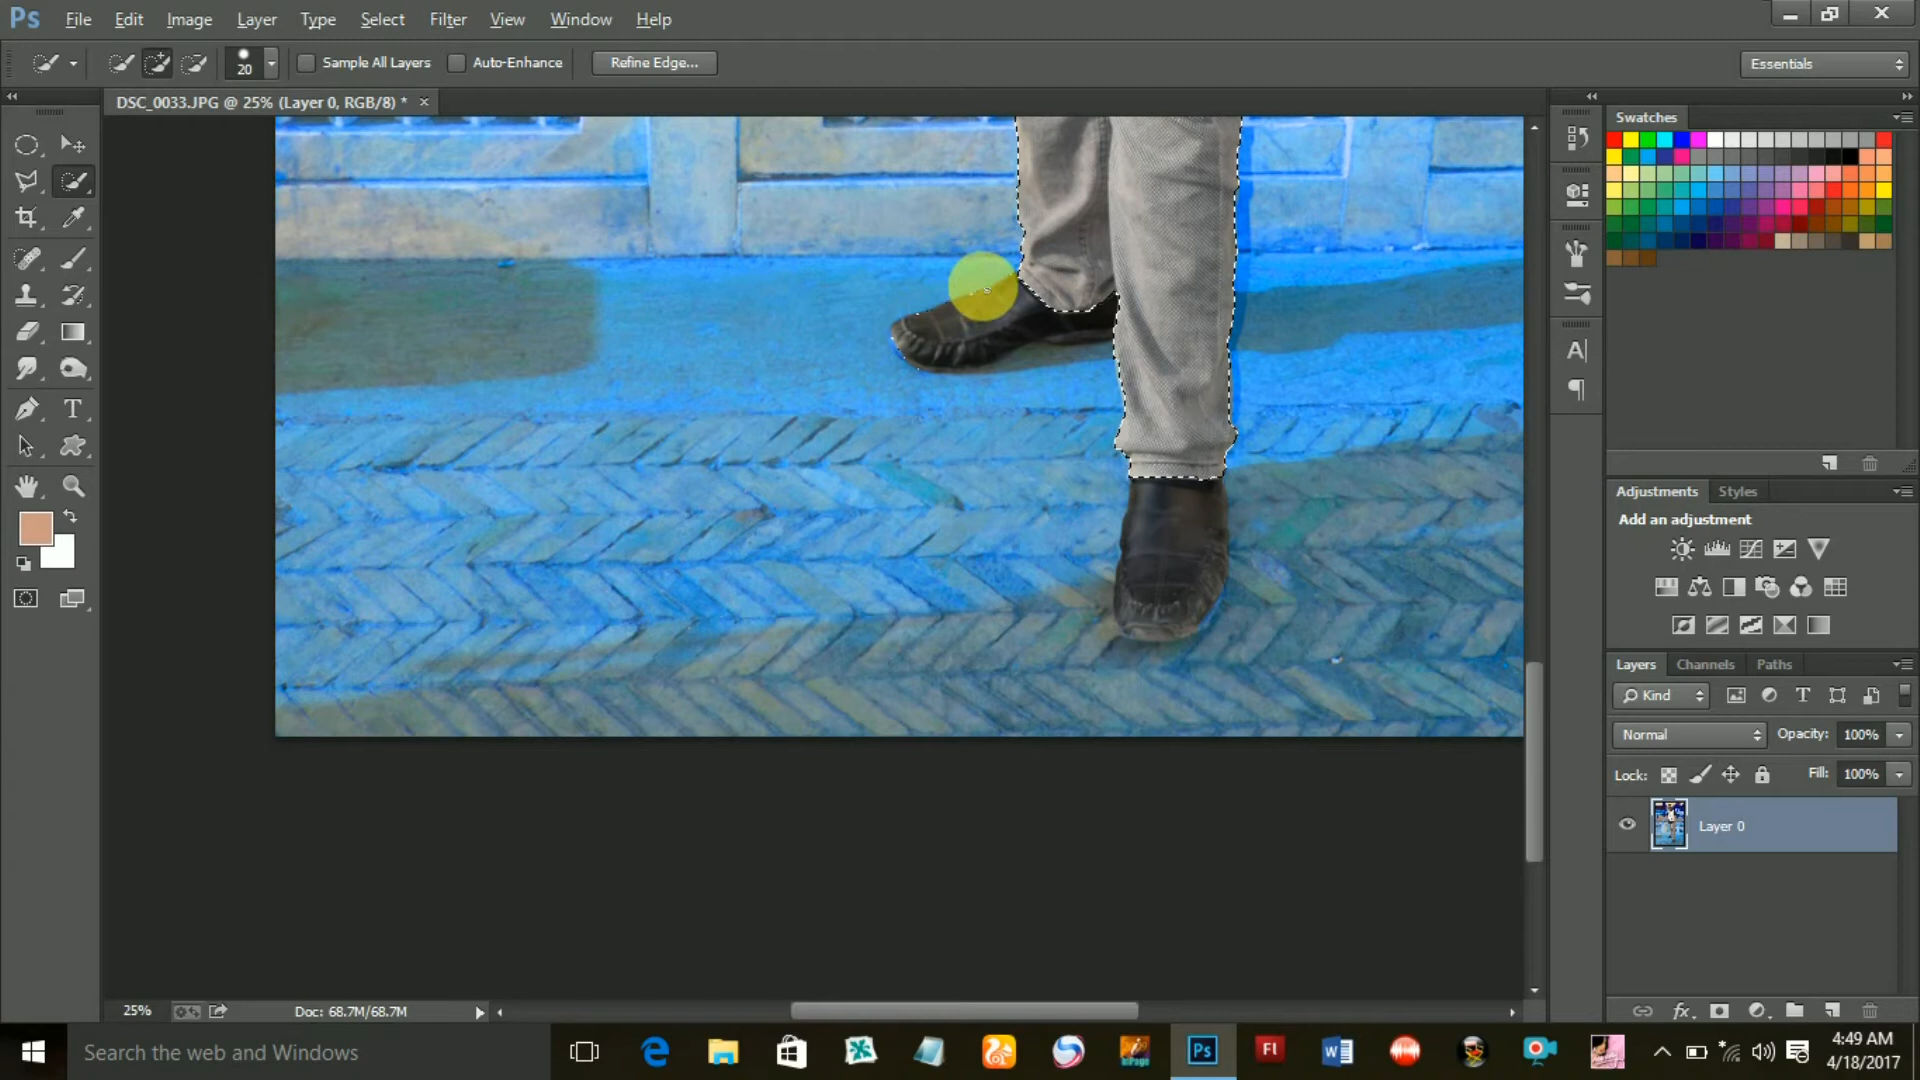 Ps File Edit Image Layer Type Select Filter View Window Help
20 Sample All Layers Auto-Enhance Refine Edge... Essentials
DSC_0033.JPG @ 25% (Layer 0, RGB/8) * ×
Swatches
Adjustments Styles
Add an adjustment
Layers Channels Paths
Kind
Normal Opacity: 100%
Lock: Fill: 100%
Layer 0
25% Doc: 68.7M/68.7M
Search the web and Windows
4:49 AM
4/18/2017